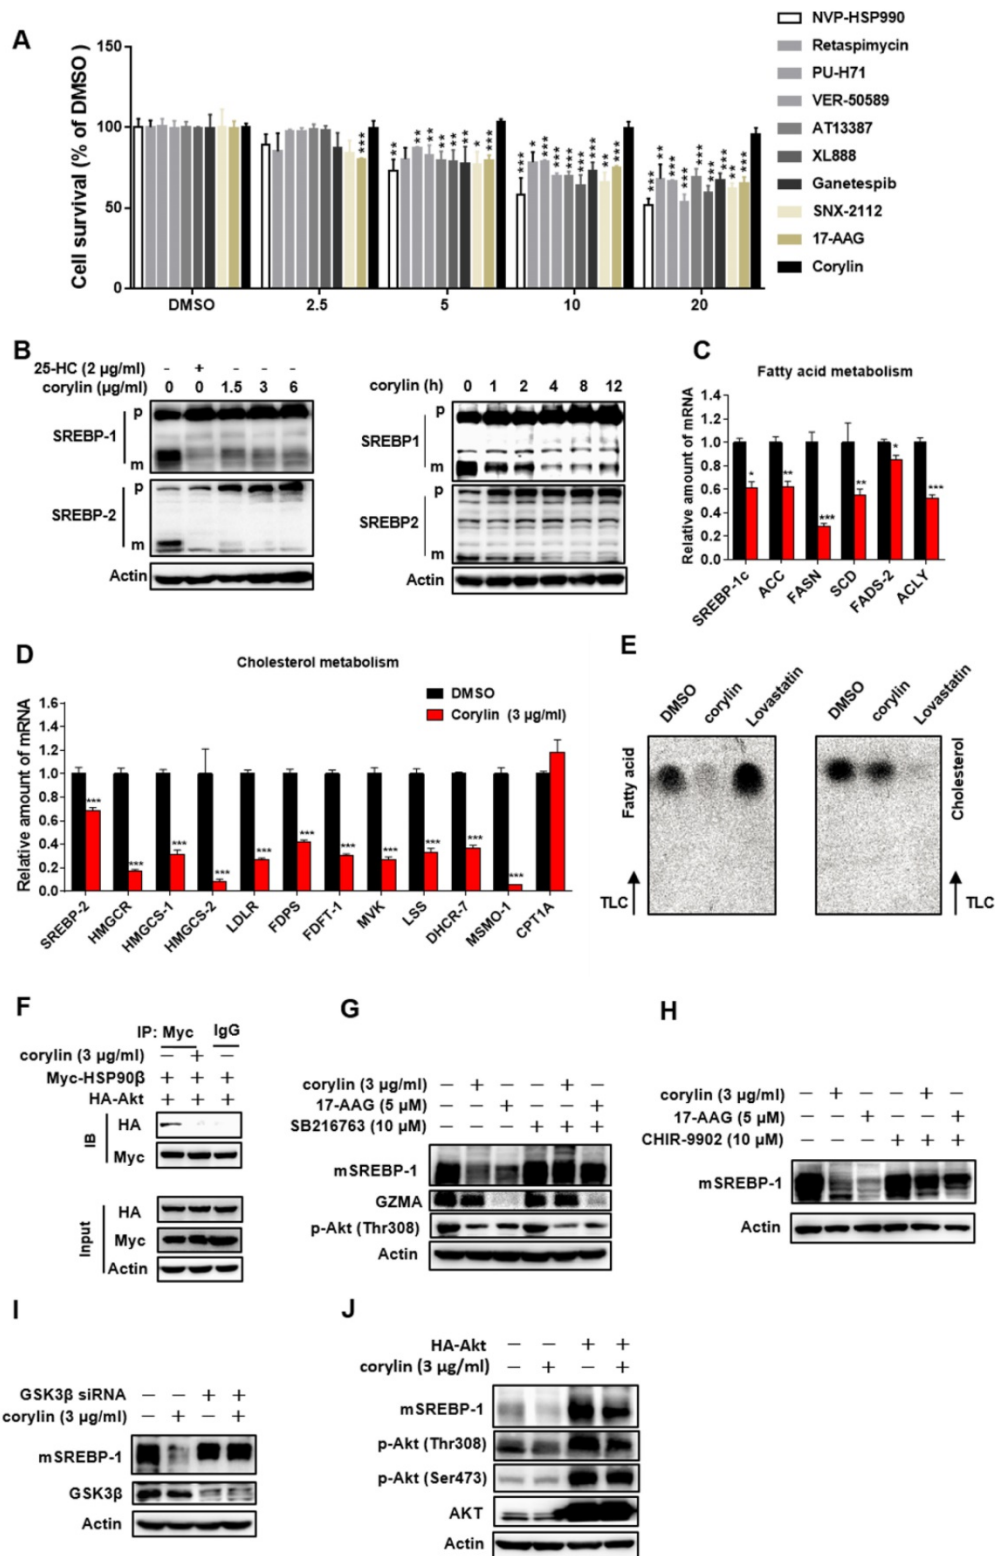 A
Cell survival (% of DMSO)
150
100
50
0
DMSO 2.5 5 10 20
** *** ** ** ** ** ** * *** *** * *** *** *** *** *** ** *** *** ** *** *** *** *** *** ** ***
NVP-HSP990
Retaspimycin
PU-H71
VER-50589
AT13387
XL888
Ganetespib
SNX-2112
17-AAG
Corylin
B
25-HC (2 μg/ml) - + - - -
corylin (μg/ml) 0 0 1.5 3 6
p
SREBP-1
m
p
SREBP-2
m
Actin
corylin (h) 0 1 2 4 8 12
p
SREBP1
m
p
SREBP2
m
Actin
C
Fatty acid metabolism
Relative amount of mRNA
1.4
1.2
1.0
0.8
0.6
0.4
0.2
0.0
* ** *** ** * ***
SREBP-1c ACC FASN SCD FADS-2 ACLY
D
Cholesterol metabolism
DMSO
Corylin (3 μg/ml)
Relative amount of mRNA
1.6
1.4
1.2
1.0
0.8
0.6
0.4
0.2
0.0
*** *** *** *** *** *** *** *** *** *** ***
SREBP-2 HMGCR HMGCS-1 HMGCS-2 LDLR FDPS FDFT-1 MVK LSS DHCR-7 MSMO-1 CPT1A
E
DMSO corylin Lovastatin
Fatty acid
TLC
DMSO corylin Lovastatin
Cholesterol
TLC
F
IP: Myc IgG
corylin (3 μg/ml) - + -
Myc-HSP90β + + +
HA-Akt + + +
IB
HA
Myc
Input
HA
Myc
Actin
G
corylin (3 μg/ml) - + - - + -
17-AAG (5 μM) - - + - - +
SB216763 (10 μM) - - - + + +
mSREBP-1
GZMA
p-Akt (Thr308)
Actin
H
corylin (3 μg/ml) - + - - + -
17-AAG (5 μM) - - + - - +
CHIR-9902 (10 μM) - - - + + +
mSREBP-1
Actin
I
GSK3β siRNA - - + +
corylin (3 μg/ml) - + - +
mSREBP-1
GSK3β
Actin
J
HA-Akt - - + +
corylin (3 μg/ml) - + - +
mSREBP-1
p-Akt (Thr308)
p-Akt (Ser473)
AKT
Actin